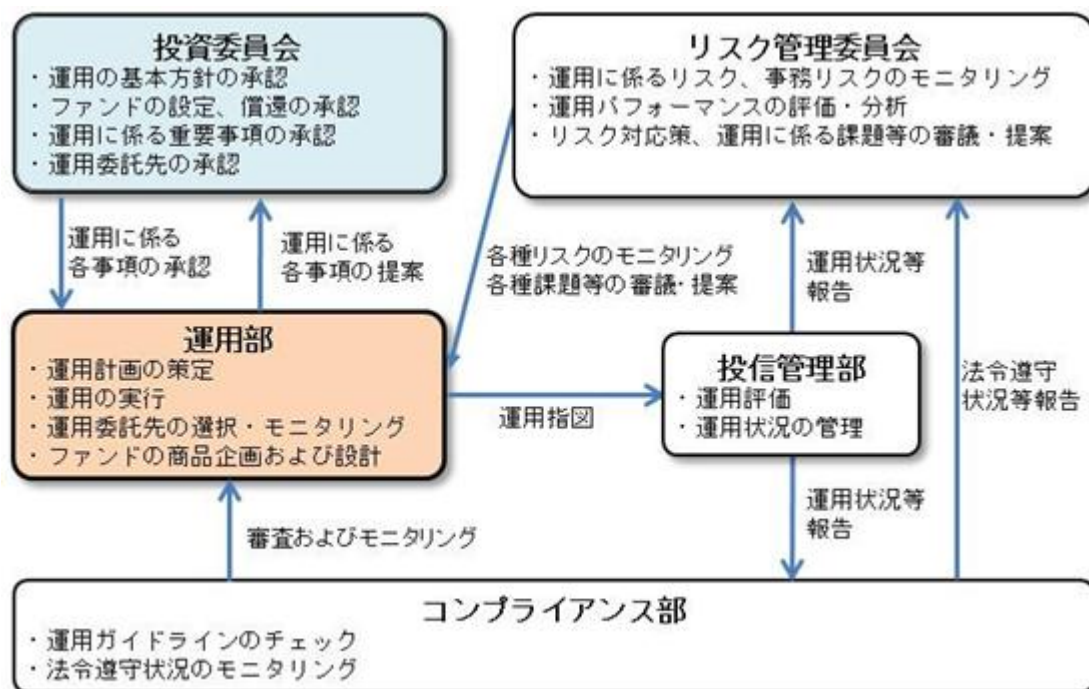 投資委員会
・運用の基本方針の承認
・ファンドの設定、償還の承認
・運用に係る重要事項の承認
・運用委託先の承認
リスク管理委員会
・運用に係るリスク、事務リスクのモニタリング
・運用パフォーマンスの評価・分析
・リスク対応策、運用に係る課題等の審議・提案
運用に係る
各事項の承認
運用に係る
各事項の提案
各種リスクのモニタリング
各種課題等の審議・提案
運用状況等
報告
運用部
・運用計画の策定
・運用の実行
・運用委託先の選択・モニタリング
・ファンドの商品企画および設計
運用指図
投信管理部
・運用評価
・運用状況の管理
法令遵守
状況等報告
審査およびモニタリング
運用状況等
報告
コンプライアンス部
・運用ガイドラインのチェック
・法令遵守状況のモニタリング